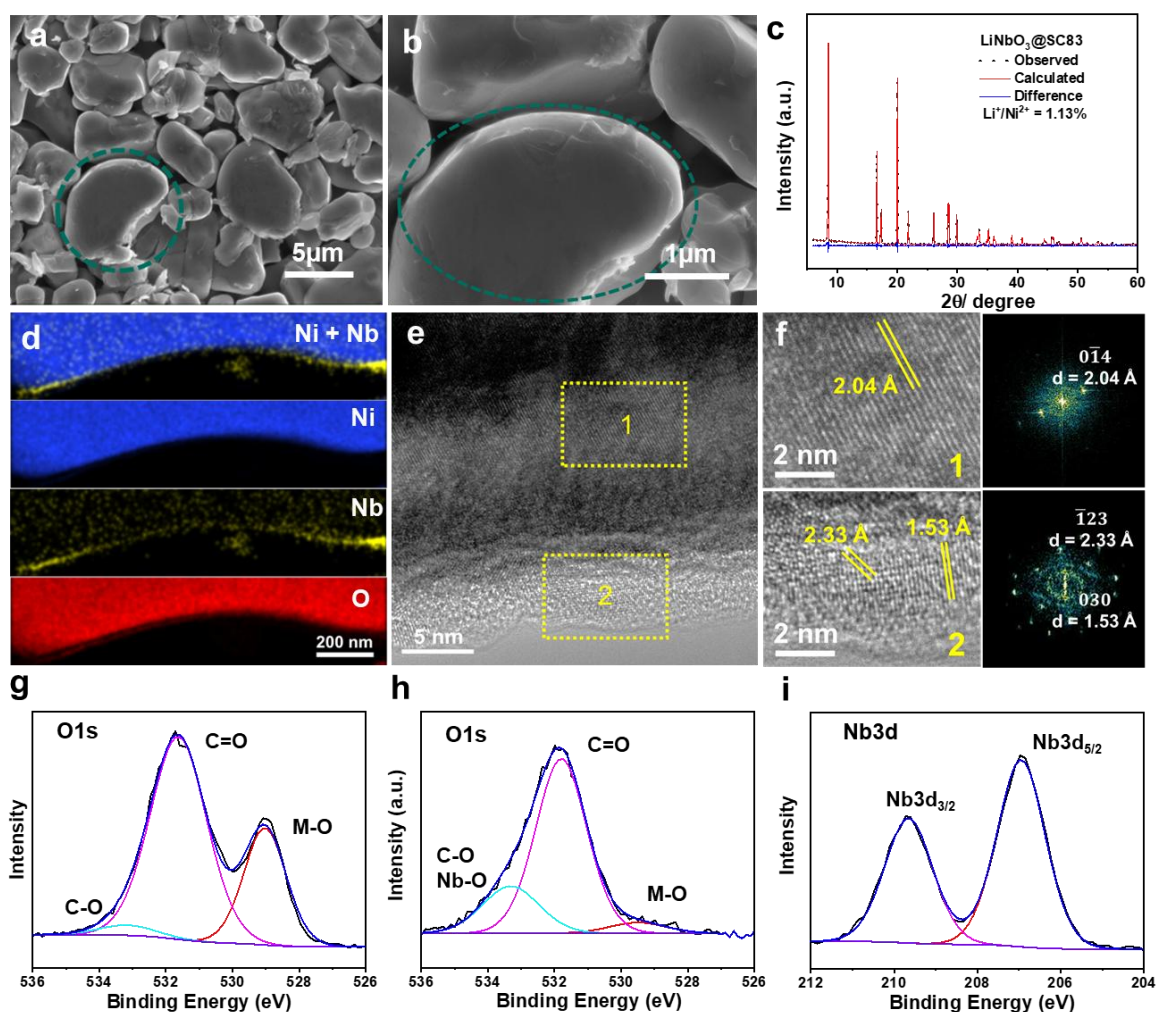 a
5μm
b
1μm
c
LiNbO₃@SC83
Observed
Calculated
Difference
Li⁺/Ni²⁺ = 1.13%
Intensity (a.u.)
10 20 30 40 50 60
2θ/ degree
d
Ni + Nb
Ni
Nb
O
200 nm
e
1
2
5 nm
f
2.04 Å
2 nm
1
01̅4
d = 2.04 Å
2.33 Å
1.53 Å
2 nm
2
1̅23
d = 2.33 Å
030
d = 1.53 Å
g
O1s
C=O
M-O
C-O
Intensity
536 534 532 530 528 526
Binding Energy (eV)
h
O1s
C=O
C-O
Nb-O
M-O
Intensity (a.u.)
536 534 532 530 528 526
Binding Energy (eV)
i
Nb3d
Nb3d₅/₂
Nb3d₃/₂
Intensity
212 210 208 206 204
Binding Energy (eV)